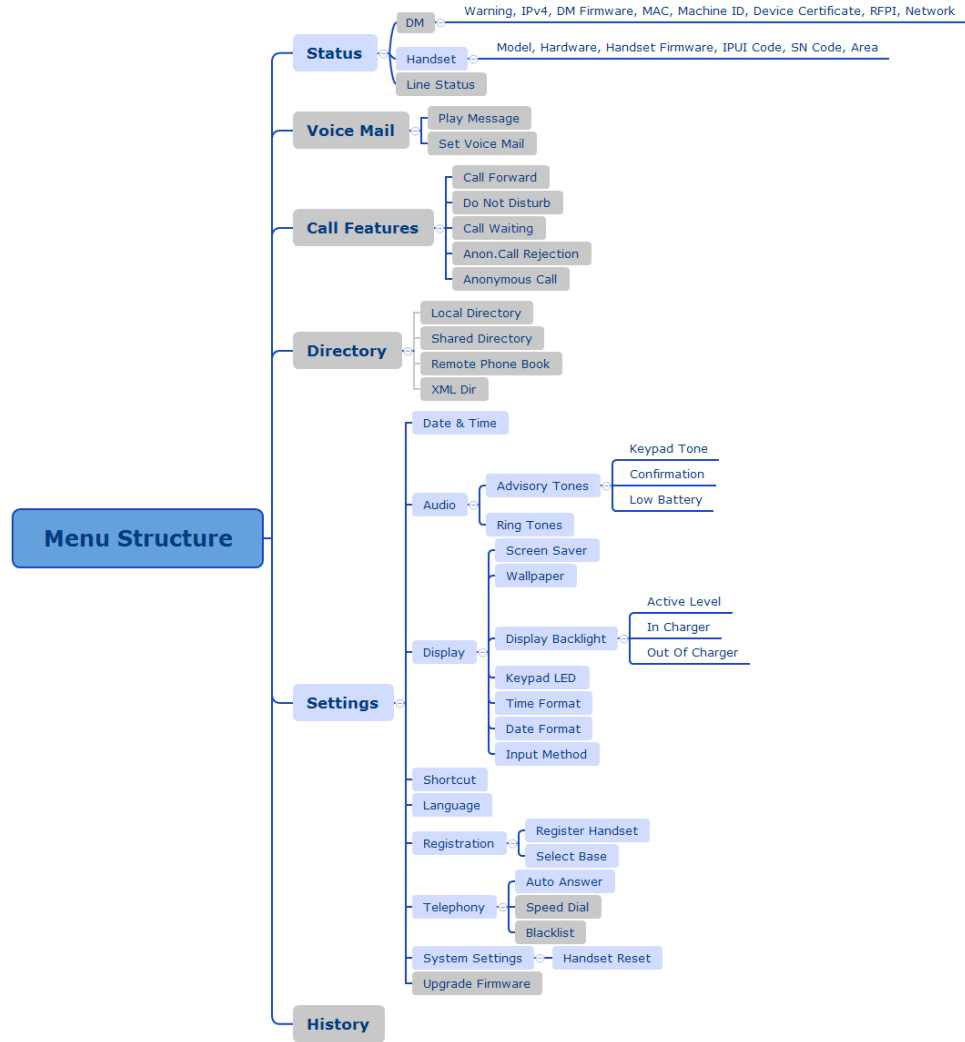 Menu Structure
Status
DM
Warning, IPv4, DM Firmware, MAC, Machine ID, Device Certificate, RFPI, Network
Handset
Model, Hardware, Handset Firmware, IPUI Code, SN Code, Area
Line Status
Voice Mail
Play Message
Set Voice Mail
Call Features
Call Forward
Do Not Disturb
Call Waiting
Anon.Call Rejection
Anonymous Call
Directory
Local Directory
Shared Directory
Remote Phone Book
XML Dir
Settings
Date & Time
Audio
Advisory Tones
Keypad Tone
Confirmation
Low Battery
Ring Tones
Display
Screen Saver
Wallpaper
Display Backlight
Active Level
In Charger
Out Of Charger
Keypad LED
Time Format
Date Format
Input Method
Shortcut
Language
Registration
Register Handset
Select Base
Telephony
Auto Answer
Speed Dial
Blacklist
System Settings
Handset Reset
Upgrade Firmware
History